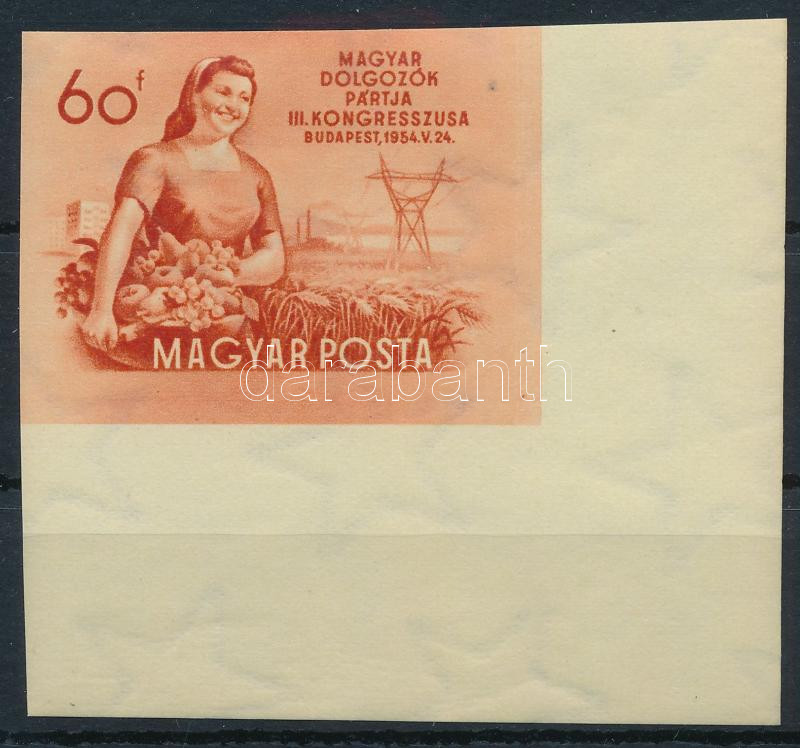 60f
MAGYAR
DOLGOZÓK
PÁRTJA
III. KONGRESSZUSA
BUDAPEST, 1954. V. 24.
MAGYAR POSTA
darabanth